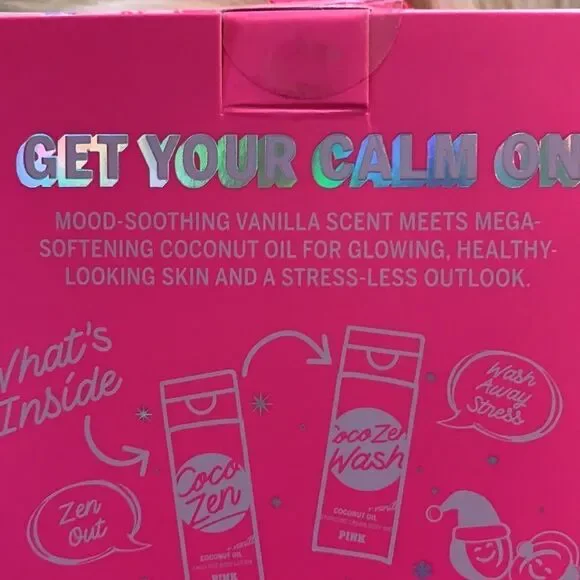 GET YOUR CALM ON
MOOD-SOOTHING VANILLA SCENT MEETS MEGA-
SOFTENING COCONUT OIL FOR GLOWING, HEALTHY-
LOOKING SKIN AND A STRESS-LESS OUTLOOK.
What's
Inside
Zen
Out
Coco
Zen
COCONUT OIL
PINK
Coco Zen
Wash
COCONUT OIL
PINK
Wash
Away
Stress